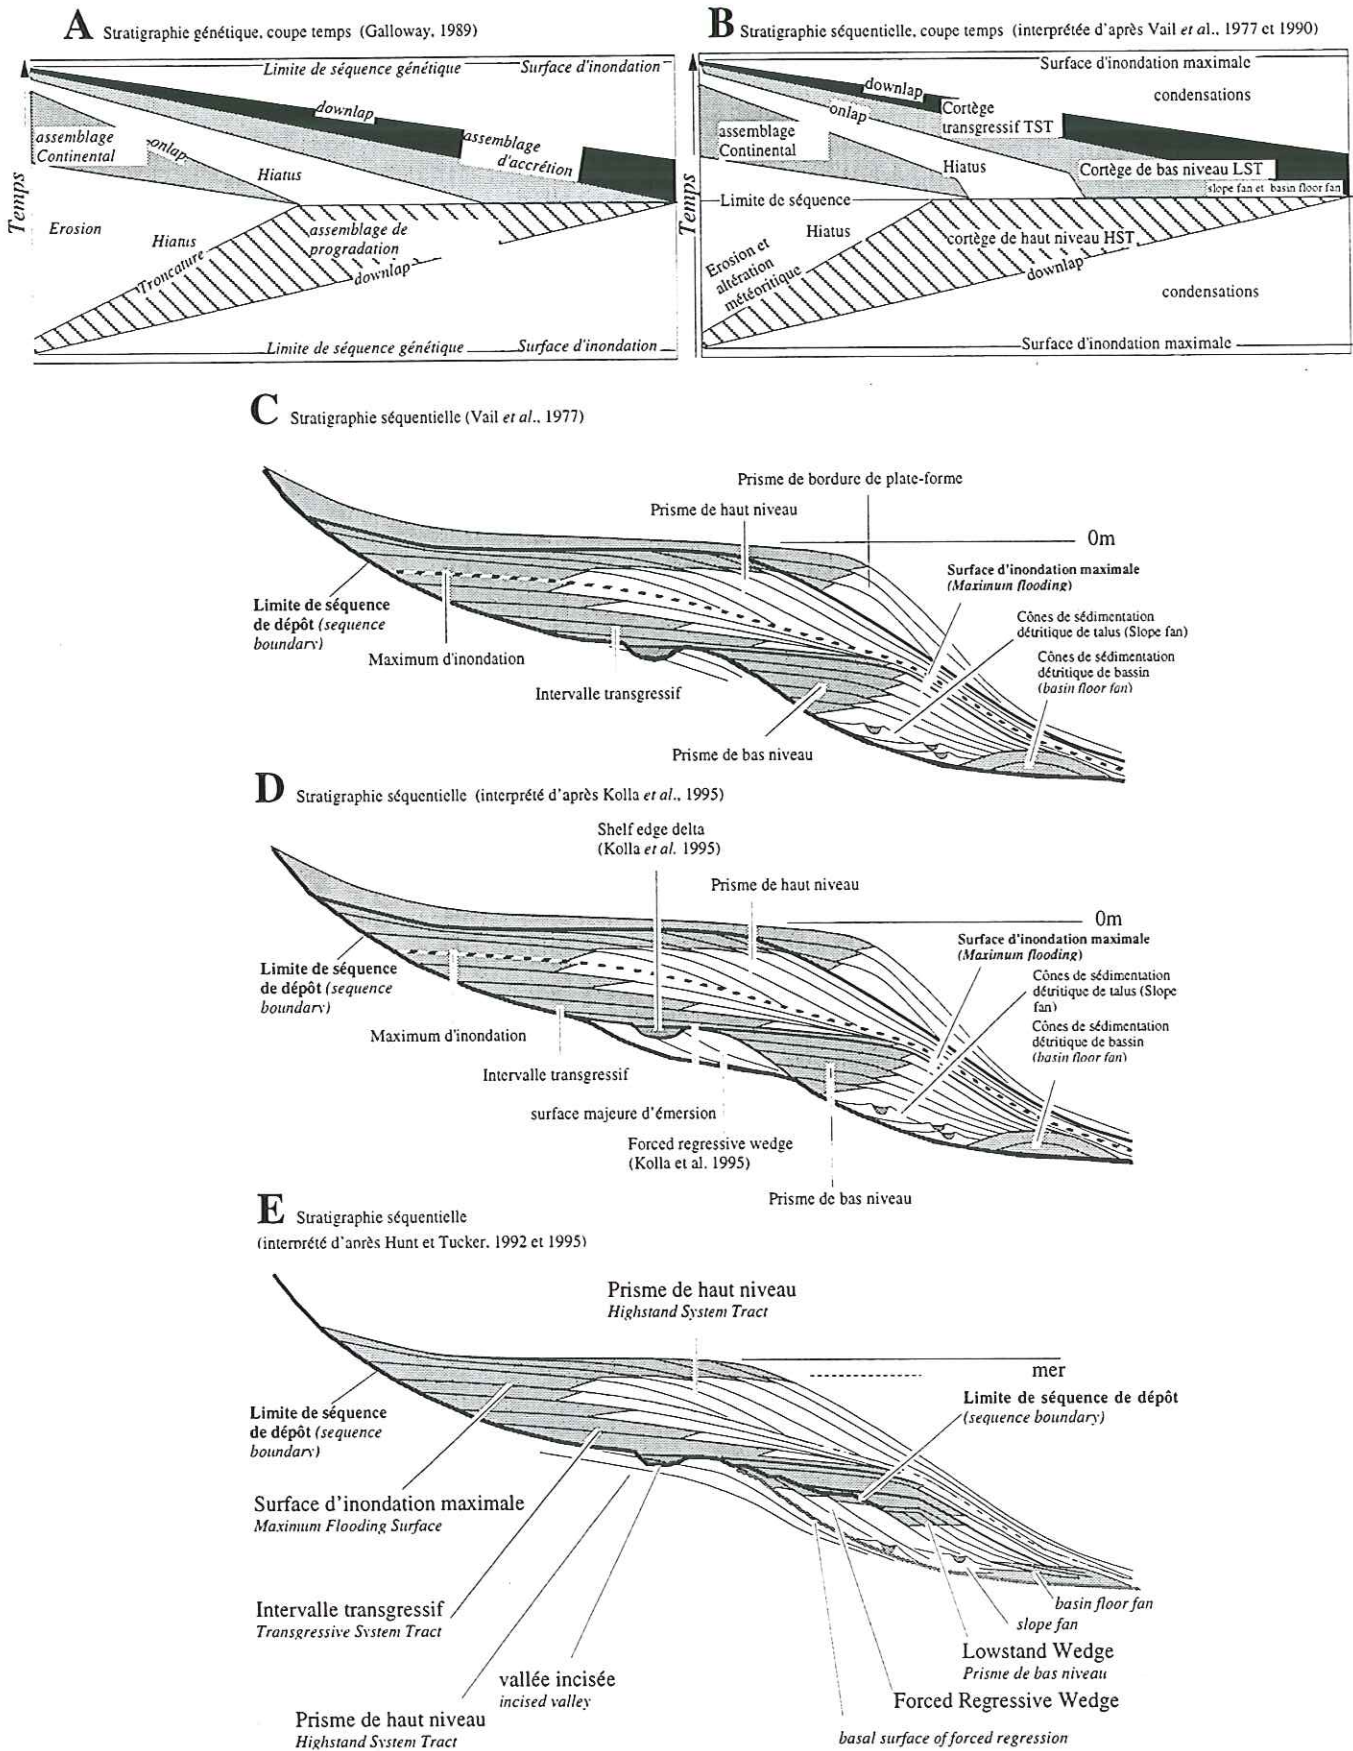 A Stratigraphie génétique, coupe temps (Galloway, 1989)
Limite de séquence génétique
Surface d'inondation
downlap
assemblage
d'accrétion
assemblage
Continental
onlap
Hiatus
Temps
Erosion
Hiatus
Troncature
assemblage de
progradation
downlap
Limite de séquence génétique
Surface d'inondation
B Stratigraphie séquentielle, coupe temps (interprétée d'après Vail et al., 1977 et 1990)
Surface d'inondation maximale
downlap
condensations
onlap
Cortège
transgressif TST
assemblage
Continental
Hiatus
Cortège de bas niveau LST
slope fan et basin floor fan
Temps
Limite de séquence
Hiatus
cortège de haut niveau HST
Erosion et
altération
météoritique
downlap
condensations
Surface d'inondation maximale
C Stratigraphie séquentielle (Vail et al., 1977)
Prisme de bordure de plate-forme
Prisme de haut niveau
0m
Surface d'inondation maximale
(Maximum flooding)
Limite de séquence
de dépôt (sequence
boundary)
Cônes de sédimentation
détritique de talus (Slope fan)
Maximum d'inondation
Cônes de sédimentation
détritique de bassin
(basin floor fan)
Intervalle transgressif
Prisme de bas niveau
D Stratigraphie séquentielle (interprété d'après Kolla et al., 1995)
Shelf edge delta
(Kolla et al. 1995)
Prisme de haut niveau
0m
Surface d'inondation maximale
(Maximum flooding)
Limite de séquence
de dépôt (sequence
boundary)
Cônes de sédimentation
détritique de talus (Slope
fan)
Cônes de sédimentation
détritique de bassin
(basin floor fan)
Maximum d'inondation
Intervalle transgressif
surface majeure d'émersion
Forced regressive wedge
(Kolla et al. 1995)
Prisme de bas niveau
E Stratigraphie séquentielle
(interprété d'après Hunt et Tucker, 1992 et 1995)
Prisme de haut niveau
Highstand System Tract
mer
Limite de séquence de dépôt
(sequence boundary)
Limite de séquence
de dépôt (sequence
boundary)
Surface d'inondation maximale
Maximum Flooding Surface
Intervalle transgressif
Transgressive System Tract
basin floor fan
slope fan
Lowstand Wedge
Prisme de bas niveau
vallée incisée
incised valley
Forced Regressive Wedge
Prisme de haut niveau
Highstand System Tract
basal surface of forced regression